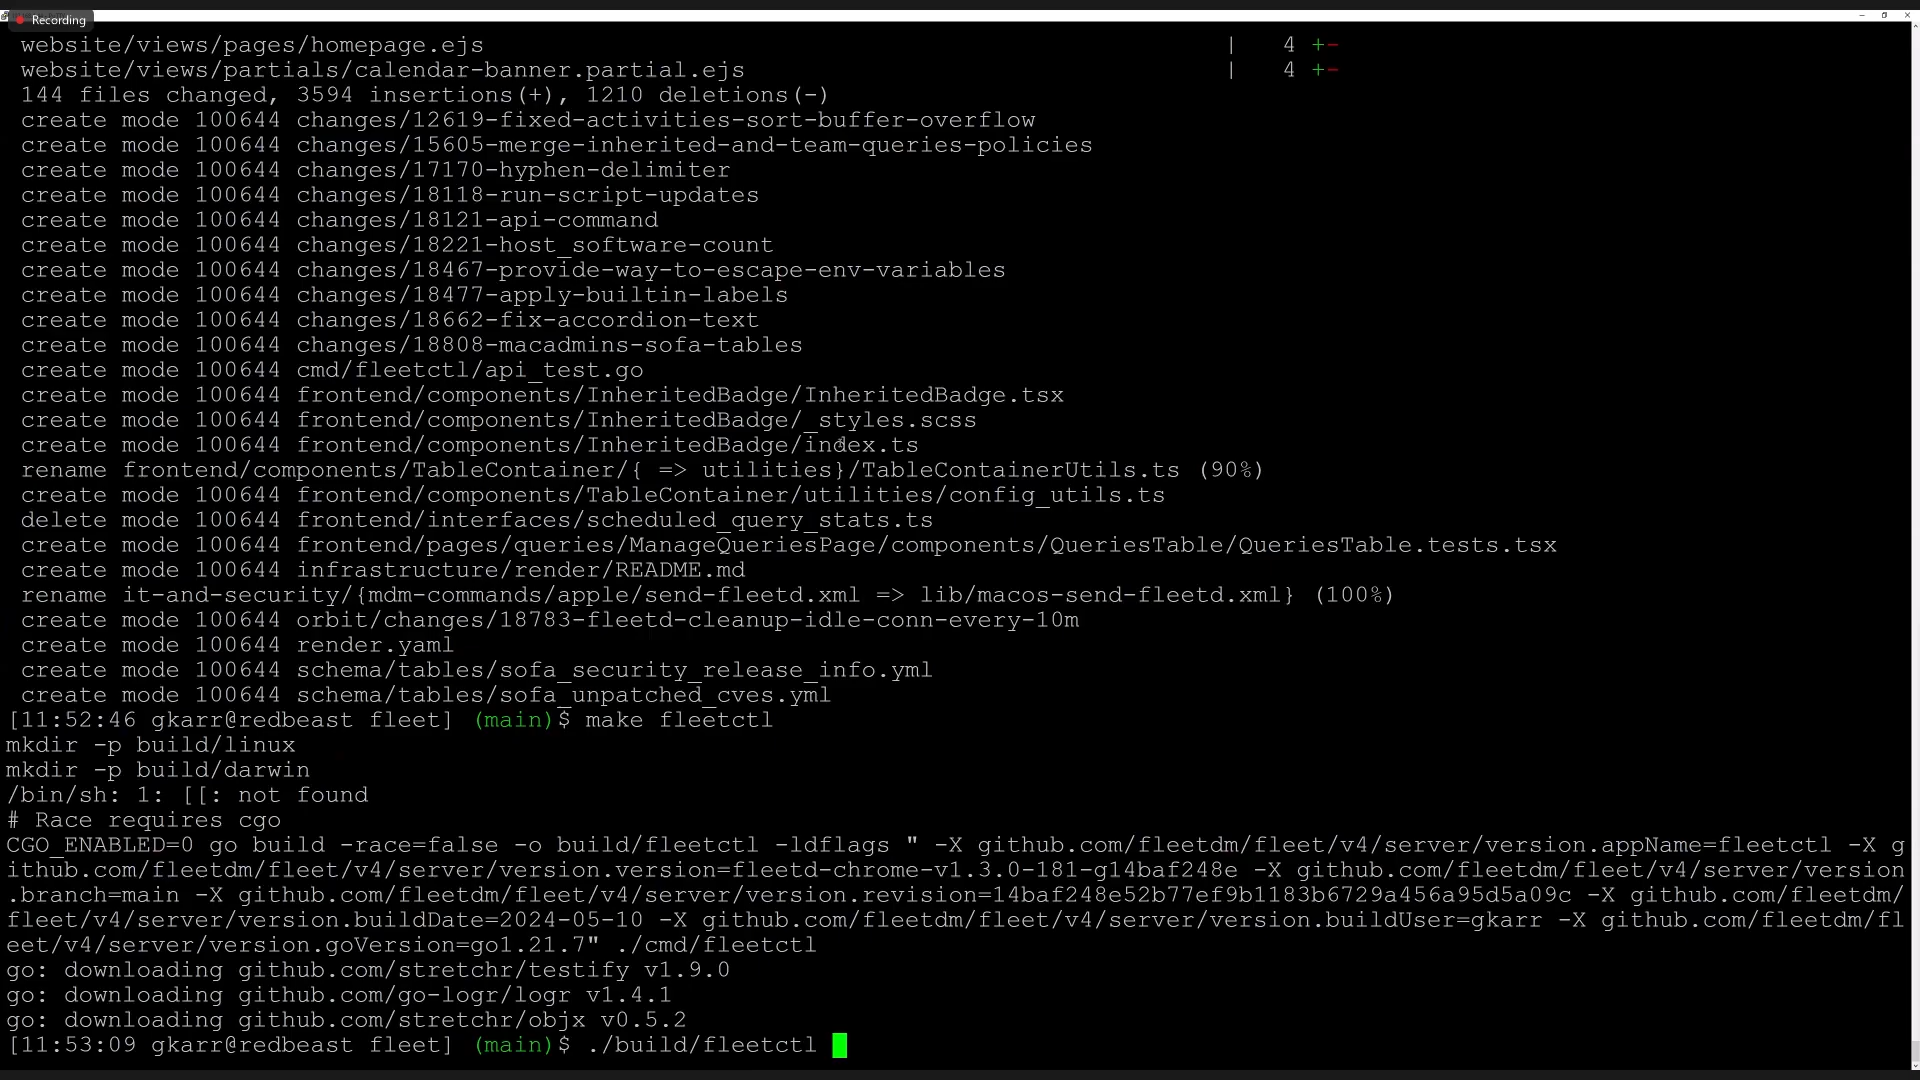 Recording
website/views/pages/homepage.ejs | 4 +-
website/views/partials/calendar-banner.partial.ejs | 4 +-
144 files changed, 3594 insertions(+), 1210 deletions(-)
create mode 100644 changes/12619-fixed-activities-sort-buffer-overflow
create mode 100644 changes/15605-merge-inherited-and-team-queries-policies
create mode 100644 changes/17170-hyphen-delimiter
create mode 100644 changes/18118-run-script-updates
create mode 100644 changes/18121-api-command
create mode 100644 changes/18221-host_software-count
create mode 100644 changes/18467-provide-way-to-escape-env-variables
create mode 100644 changes/18477-apply-builtin-labels
create mode 100644 changes/18662-fix-accordion-text
create mode 100644 changes/18808-macadmins-sofa-tables
create mode 100644 cmd/fleetctl/api_test.go
create mode 100644 frontend/components/InheritedBadge/InheritedBadge.tsx
create mode 100644 frontend/components/InheritedBadge/_styles.scss
create mode 100644 frontend/components/InheritedBadge/index.ts
rename frontend/components/TableContainer/{ => utilities}/TableContainerUtils.ts (90%)
create mode 100644 frontend/components/TableContainer/utilities/config_utils.ts
delete mode 100644 frontend/interfaces/scheduled_query_stats.ts
create mode 100644 frontend/pages/queries/ManageQueriesPage/components/QueriesTable/QueriesTable.tests.tsx
create mode 100644 infrastructure/render/README.md
rename it-and-security/{mdm-commands/apple/send-fleetd.xml => lib/macos-send-fleetd.xml} (100%)
create mode 100644 orbit/changes/18783-fleetd-cleanup-idle-conn-every-10m
create mode 100644 render.yaml
create mode 100644 schema/tables/sofa_security_release_info.yml
create mode 100644 schema/tables/sofa_unpatched_cves.yml
[11:52:46 gkarr@redbeast fleet] (main)$ make fleetctl
mkdir -p build/linux
mkdir -p build/darwin
/bin/sh: 1: [[: not found
# Race requires cgo
CGO_ENABLED=0 go build -race=false -o build/fleetctl -ldflags " -X github.com/fleetdm/fleet/v4/server/version.appName=fleetctl -X g
ithub.com/fleetdm/fleet/v4/server/version.version=fleetd-chrome-v1.3.0-181-g14baf248e -X github.com/fleetdm/fleet/v4/server/version
.branch=main -X github.com/fleetdm/fleet/v4/server/version.revision=14baf248e52b77ef9b1183b6729a456a95d5a09c -X github.com/fleetdm/
fleet/v4/server/version.buildDate=2024-05-10 -X github.com/fleetdm/fleet/v4/server/version.buildUser=gkarr -X github.com/fleetdm/fl
eet/v4/server/version.goVersion=go1.21.7" ./cmd/fleetctl
go: downloading github.com/stretchr/testify v1.9.0
go: downloading github.com/go-logr/logr v1.4.1
go: downloading github.com/stretchr/objx v0.5.2
[11:53:09 gkarr@redbeast fleet] (main)$ ./build/fleetctl